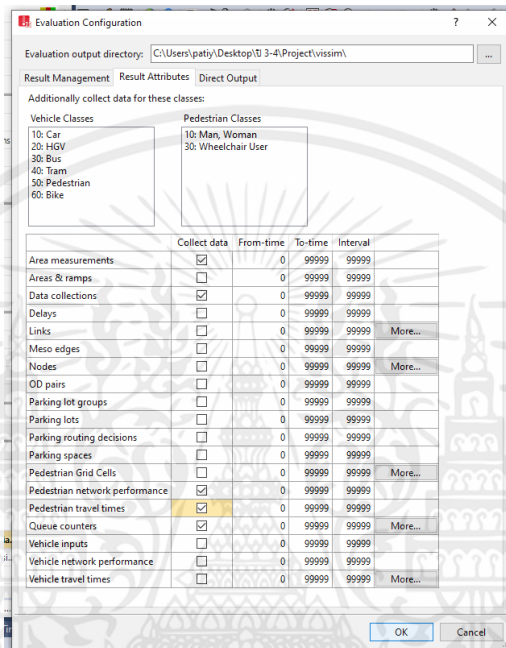 Evaluation Configuration
Evaluation output directory: C:\Users\patiy\Desktop\TJ 3-4\Project\vissim\ ...
Result Management Result Attributes Direct Output
Additionally collect data for these classes:
Vehicle Classes Pedestrian Classes
10: Car 10: Man, Woman
20: HGV 30: Wheelchair User
30: Bus
40: Tram
50: Pedestrian
60: Bike
Collect data From-time To-time Interval
Area measurements 0 99999 99999
Areas & ramps 0 99999 99999
Data collections 0 99999 99999
Delays 0 99999 99999
Links 0 99999 99999 More...
Meso edges 0 99999 99999
Nodes 0 99999 99999 More...
OD pairs 0 99999 99999
Parking lot groups 0 99999 99999
Parking lots 0 99999 99999
Parking routing decisions 0 99999 99999
Parking spaces 0 99999 99999
Pedestrian Grid Cells 0 99999 99999 More...
Pedestrian network performance 0 99999 99999
Pedestrian travel times 0 99999 99999
Queue counters 0 99999 99999 More...
Vehicle inputs 0 99999 99999
Vehicle network performance 0 99999 99999
Vehicle travel times 0 99999 99999 More...
OK Cancel